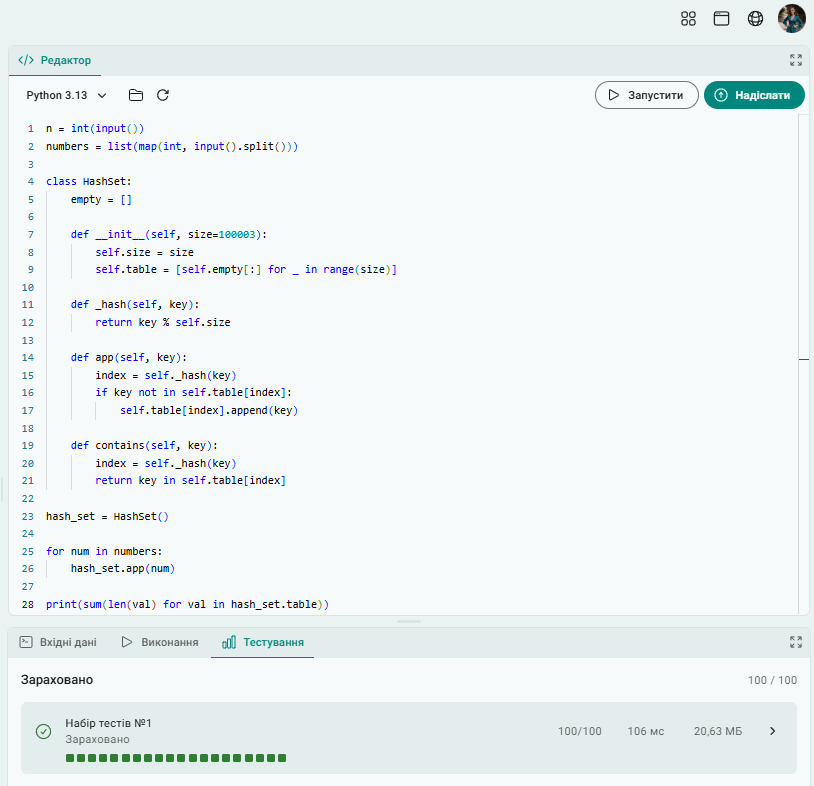 </> Редактор
Python 3.13
Запустити
Надіслати
1 n = int(input())
2 numbers = list(map(int, input().split()))
3
4 class HashSet:
5     empty = []
6
7     def __init__(self, size=100003):
8         self.size = size
9         self.table = [self.empty[:] for _ in range(size)]
10
11     def _hash(self, key):
12         return key % self.size
13
14     def app(self, key):
15         index = self._hash(key)
16         if key not in self.table[index]:
17             self.table[index].append(key)
18
19     def contains(self, key):
20         index = self._hash(key)
21         return key in self.table[index]
22
23 hash_set = HashSet()
24
25 for num in numbers:
26     hash_set.app(num)
27
28 print(sum(len(val) for val in hash_set.table))
Вхідні дані
Виконання
Тестування
Зараховано
100 / 100
Набір тестів №1
Зараховано
100/100
106 мс
20,63 МБ